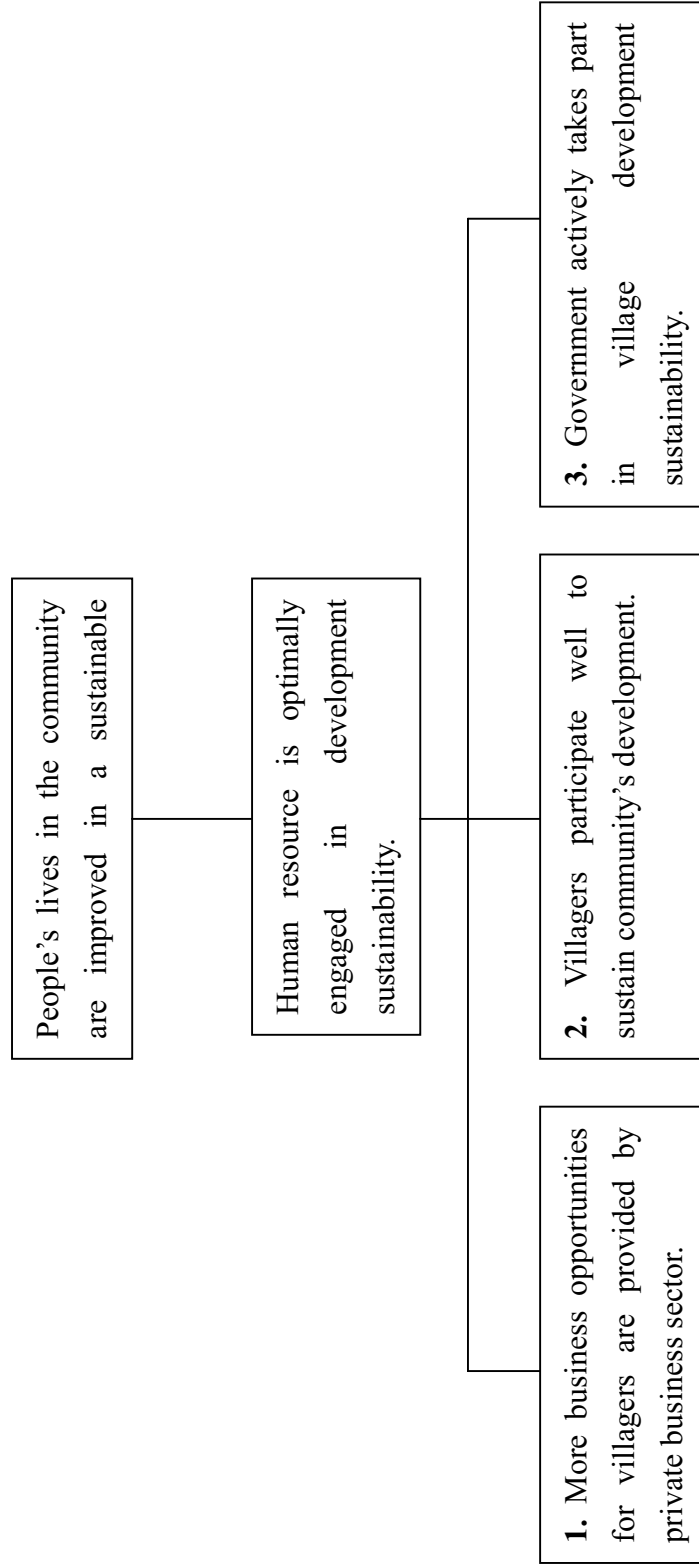 People’s lives in the community
are improved in a sustainable
Human resource is optimally
engaged in development
sustainability.
1. More business opportunities
for villagers are provided by
private business sector.
2. Villagers participate well to
sustain community’s development.
3. Government actively takes part
in village development
sustainability.